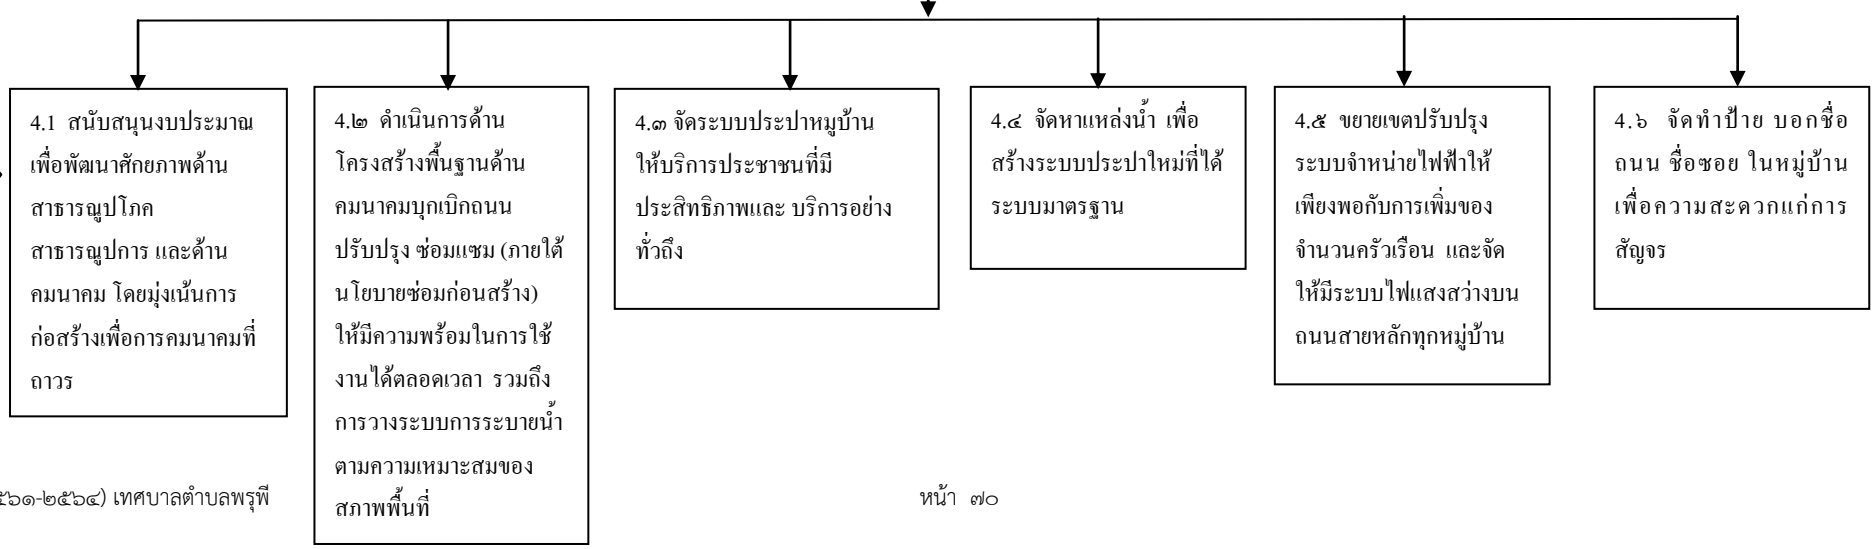 4.1 สนับสนุนงบประมาณ
เพื่อพัฒนาศักยภาพด้าน
สาธารณูปโภค
สาธารณูปการ และด้าน
คมนาคม โดยมุ่งเน้นการ
ก่อสร้างเพื่อการคมนาคมที่
ถาวร
4.๒ ดำเนินการด้าน
โครงสร้างพื้นฐานด้าน
คมนาคมบุกเบิกถนน
ปรับปรุง ซ่อมแซม (ภายใต้
นโยบายซ่อมก่อนสร้าง)
ให้มีความพร้อมในการใช้
งานได้ตลอดเวลา รวมถึง
การวางระบบการระบายน้ำ
ตามความเหมาะสมของ
สภาพพื้นที่
4.๓ จัดระบบประปาหมู่บ้าน
ให้บริการประชาชนที่มี
ประสิทธิภาพและ บริการอย่าง
ทั่วถึง
4.๔ จัดหาแหล่งน้ำ เพื่อ
สร้างระบบประปาใหม่ที่ได้
ระบบมาตรฐาน
4.๕ ขยายเขตปรับปรุง
ระบบจำหน่ายไฟฟ้าให้
เพียงพอกับการเพิ่มของ
จำนวนครัวเรือน และจัด
ให้มีระบบไฟแสงสว่างบน
ถนนสายหลักทุกหมู่บ้าน
4.๖ จัดทำป้าย บอกชื่อ
ถนน ชื่อซอย ในหมู่บ้าน
เพื่อความสะดวกแก่การ
สัญจร
๕๖๑-๒๕๖๔) เทศบาลตำบลพรุพี
หน้า ๗๐